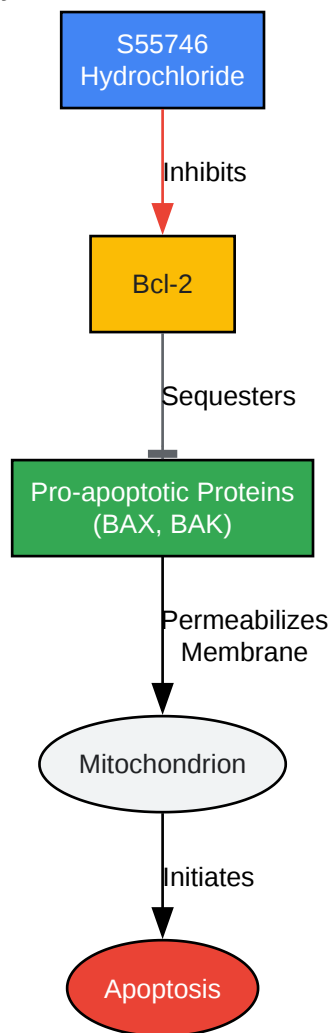 S55746
Hydrochloride
Inhibits
Bcl-2
Sequesters
Pro-apoptotic Proteins
(BAX, BAK)
Permeabilizes
Membrane
Mitochondrion
Initiates
Apoptosis